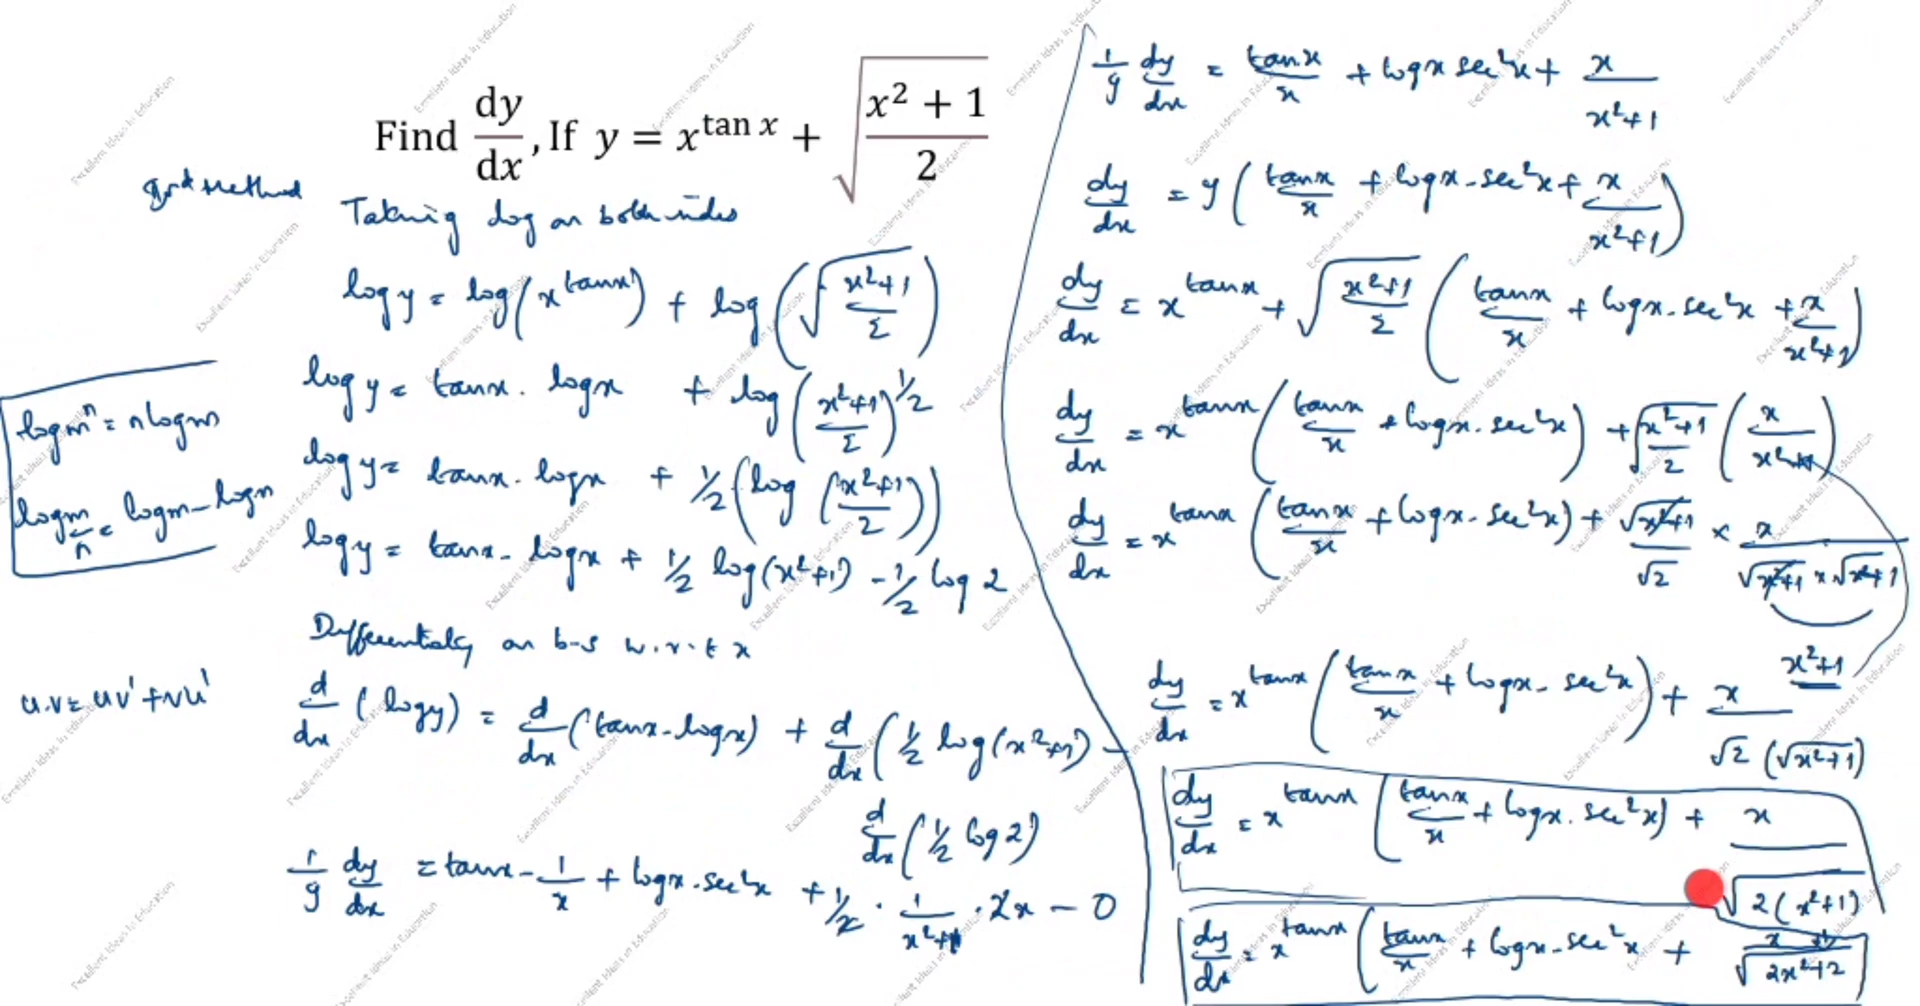 Find dy/dx, If y = x^(tan x) + √((x² + 1)/2)
method
Taking log on both sides
log y = log(x^(tanx)) + log(√((x²+1)/2))
log y = tanx . logx + log((x²+1)/2)^(1/2)
log mⁿ = n log m
log y = tanx . logx + 1/2 (log((x²+1)/2))
log m/n = log m – log n
log y = tanx . logx + 1/2 log(x²+1) – 1/2 log 2
Differentiating on b.s w.r.t x
u.v = uv' + vu'
d/dx (log y) = d/dx (tanx . logx) + d/dx (1/2 log(x²+1) –
d/dx (1/2 log 2)
1/y dy/dx = tanx . 1/x + logx . sec²x + 1/2 . 1/(x²+1) . 2x – 0
1/y dy/dx = tanx/x + logx sec²x + x/(x²+1)
dy/dx = y (tanx/x + logx . sec²x + x/(x²+1))
dy/dx = x^(tanx) + √((x²+1)/2) (tanx/x + logx . sec²x + x/(x²+1))
dy/dx = x^(tanx) (tanx/x + logx . sec²x) + √((x²+1)/2) (x/(x²+1))
dy/dx = x^(tanx) (tanx/x + logx . sec²x) + √(x²+1)/√2 × x/(√(x²+1) × √(x²+1))
x²+1
dy/dx = x^(tanx) (tanx/x + logx . sec²x) + x/(√2 (√(x²+1)))
dy/dx = x^(tanx) (tanx/x + logx . sec²x) + x/√(2(x²+1))
dy/dx = x^(tanx) (tanx/x + logx . sec²x + x/√(2x²+2)
Excellent Ideas in Education